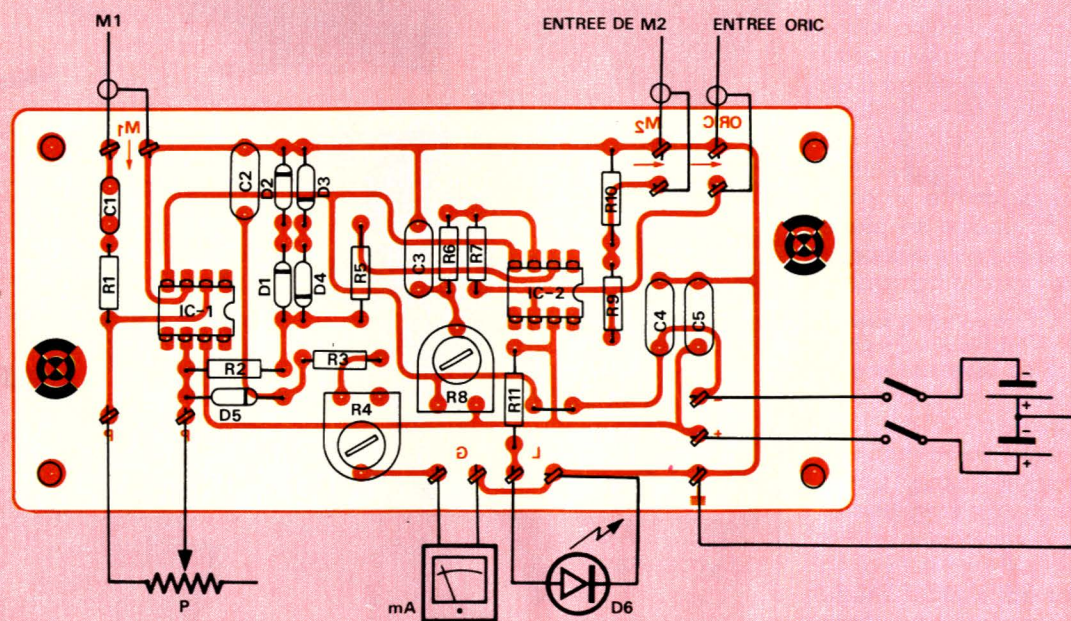 M1
ENTREE DE M2
ENTREE ORIC
M1
M2
ORIC
C1
C2
D2
D3
R10
R1
IC-1
D1
D4
R5
C3
R6
R7
IC-2
R9
C4
C5
R2
R3
D5
R4
R8
R11
P
P
G
L
-
+
-
+
-
+
P
mA
D6